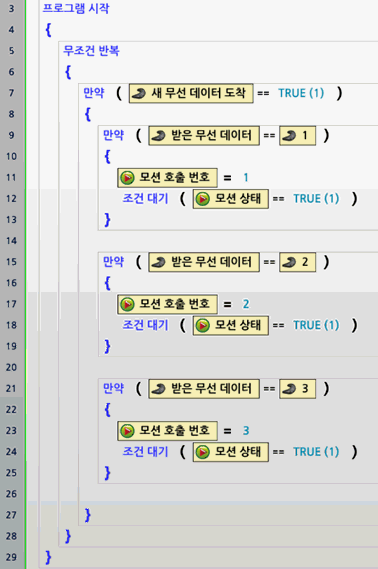 3 프로그램 시작
4 {
5 무조건 반복
6 {
7 만약 ( 새 무선 데이터 도착 == TRUE (1) )
8 {
9 만약 ( 받은 무선 데이터 == 1 )
10 {
11 모션 호출 번호 = 1
12 조건 대기 ( 모션 상태 == TRUE (1) )
13 }
14
15 만약 ( 받은 무선 데이터 == 2 )
16 {
17 모션 호출 번호 = 2
18 조건 대기 ( 모션 상태 == TRUE (1) )
19 }
20
21 만약 ( 받은 무선 데이터 == 3 )
22 {
23 모션 호출 번호 = 3
24 조건 대기 ( 모션 상태 == TRUE (1) )
25 }
26
27 }
28 }
29 }